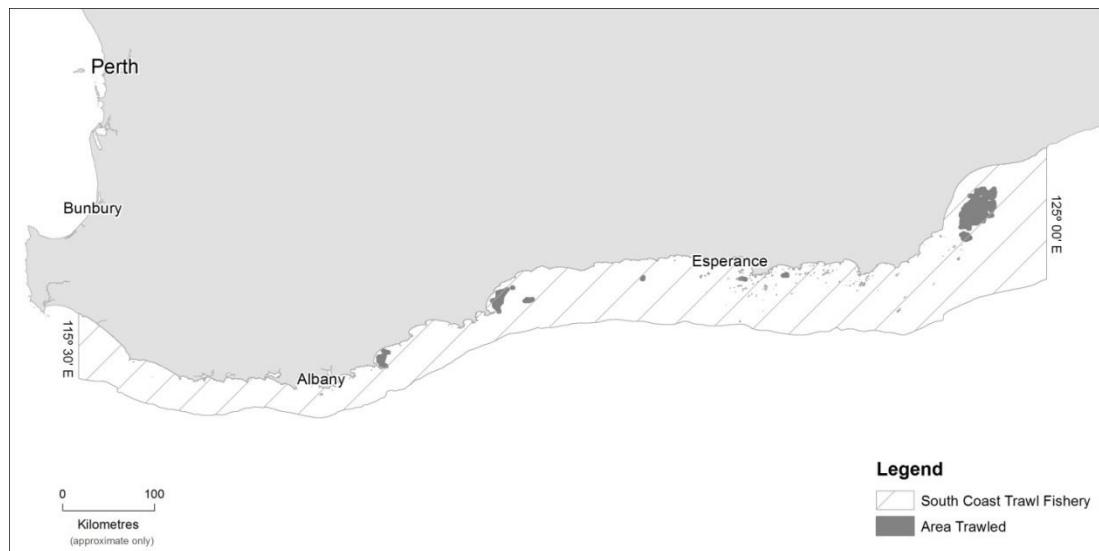 Perth
Bunbury
Esperance
125° 00' E
115° 30' E
Albany
Legend
0 100
South Coast Trawl Fishery
Kilometres
Area Trawled
(approximate only)